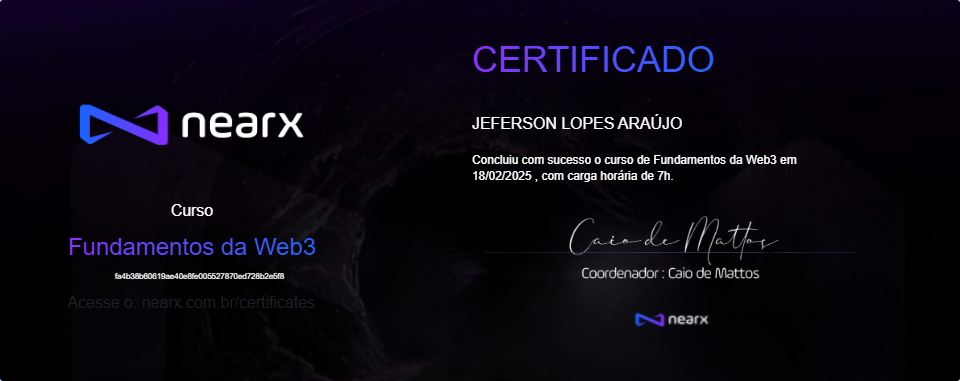 nearx
Curso
Fundamentos da Web3
fa4b38b60619ae40e8fe005527870ed728b2e5f8
Acesse o: nearx.com.br/certificates
CERTIFICADO
JEFERSON LOPES ARAÚJO
Concluiu com sucesso o curso de Fundamentos da Web3 em
18/02/2025 , com carga horária de 7h.
Caio de Mattos
Coordenador : Caio de Mattos
nearx